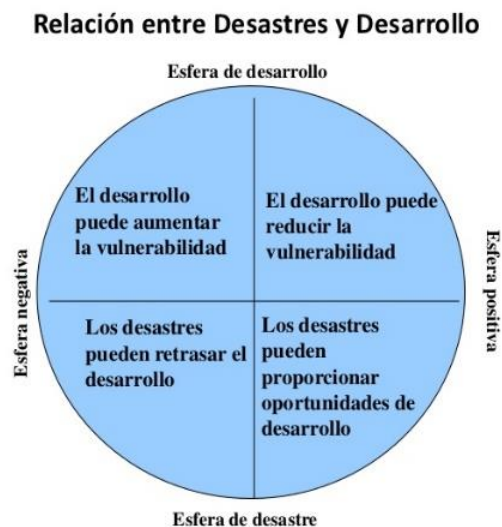 Relación entre Desastres y Desarrollo
Esfera de desarrollo
El desarrollo
puede aumentar
la vulnerabilidad
El desarrollo puede
reducir la
vulnerabilidad
Esfera negativa
Esfera positiva
Los desastres
pueden retrasar el
desarrollo
Los desastres
pueden
proporcionar
oportunidades de
desarrollo
Esfera de desastre